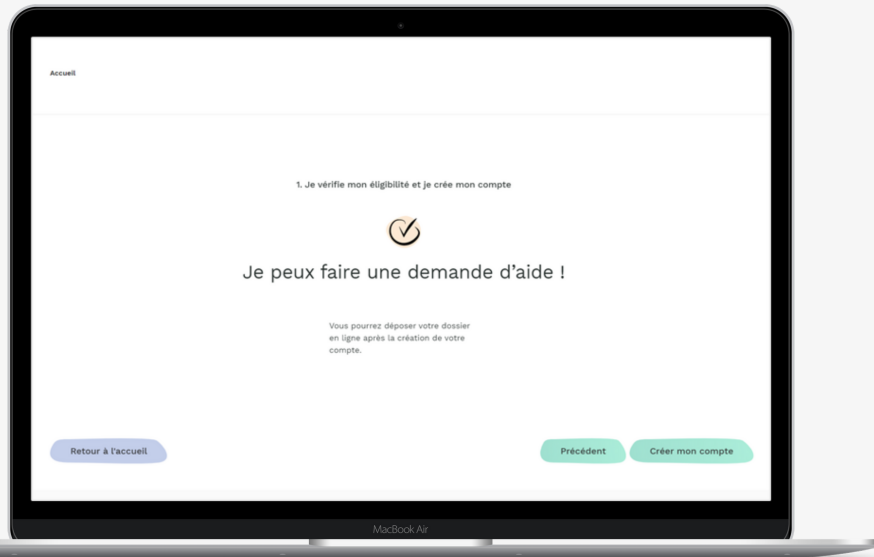 Accueil
1. Je vérifie mon éligibilité et je crée mon compte
Je peux faire une demande d'aide !
Vous pourrez déposer votre dossier
en ligne après la création de votre
compte.
Retour à l'accueil
Précédent
Créer mon compte
MacBook Air